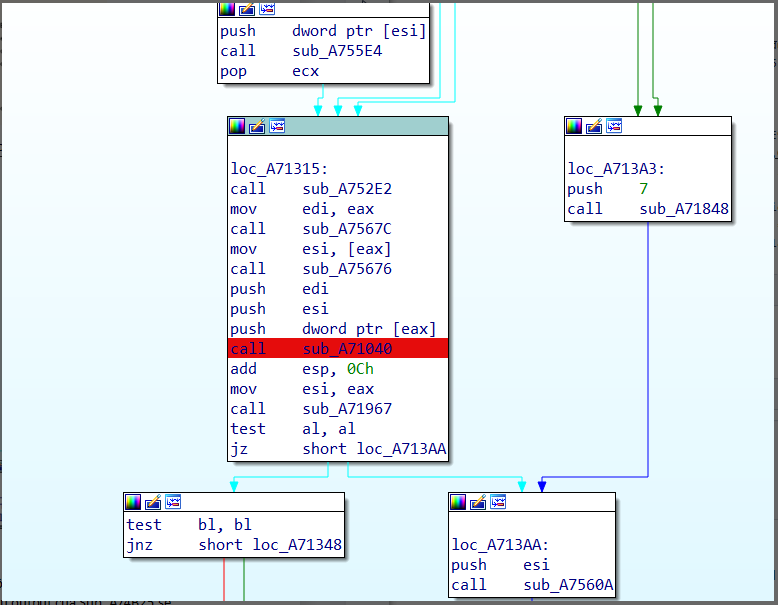 push dword ptr [esi]
call sub_A755E4
pop ecx
loc_A71315:
call sub_A752E2
mov edi, eax
call sub_A7567C
mov esi, [eax]
call sub_A75676
push edi
push esi
push dword ptr [eax]
call sub_A71040
add esp, 0Ch
mov esi, eax
call sub_A71967
test al, al
jz short loc_A713AA
loc_A713A3:
push 7
call sub_A71848
test bl, bl
jnz short loc_A71348
loc_A713AA:
push esi
call sub_A7560A